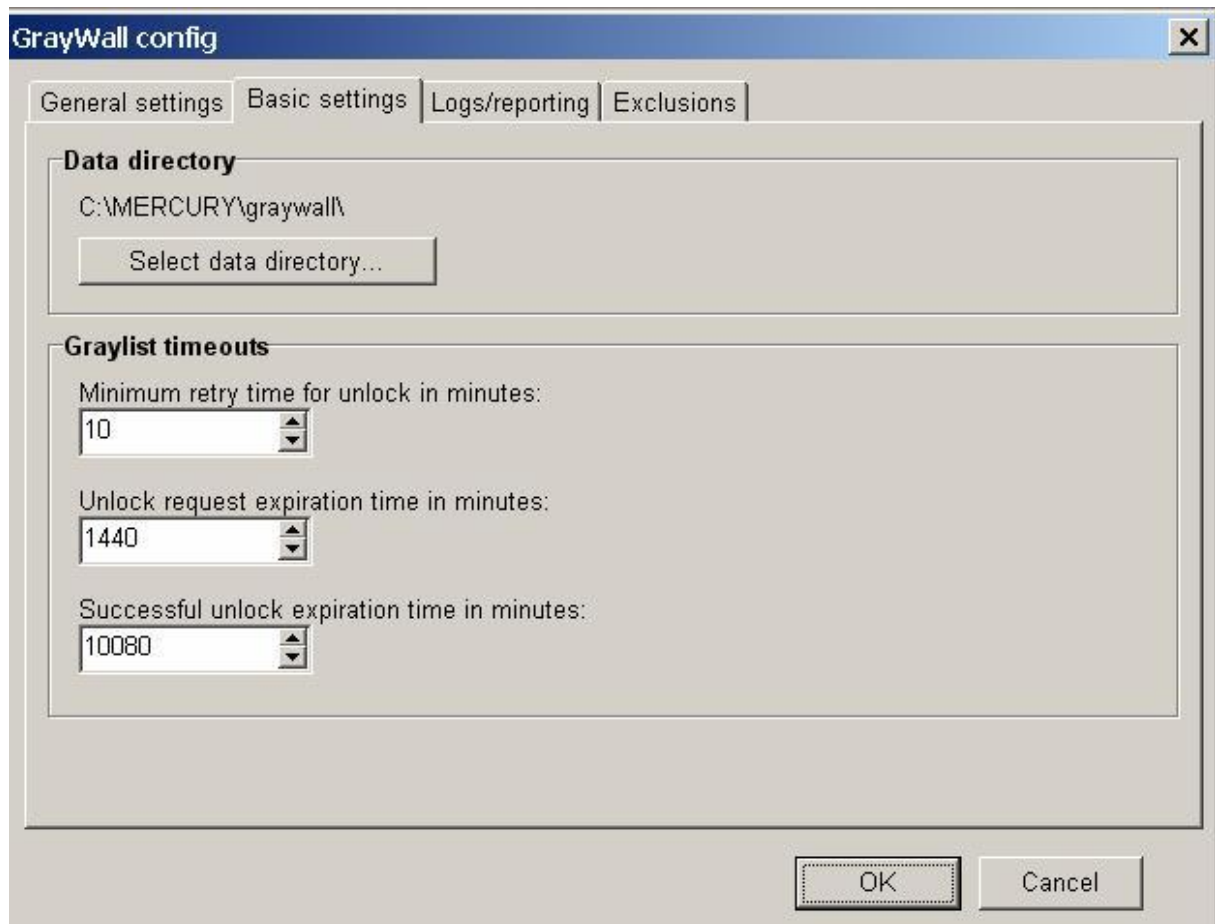 GrayWall config
General settings Basic settings Logs/reporting Exclusions
Data directory
C:\MERCURY\graywall\
Select data directory...
Graylist timeouts
Minimum retry time for unlock in minutes:
10
Unlock request expiration time in minutes:
1440
Successful unlock expiration time in minutes:
10080
OK Cancel